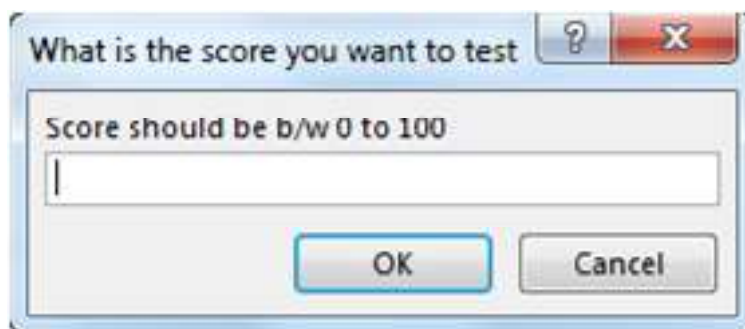 What is the score you want to test ?
Score should be b/w 0 to 100
OK Cancel